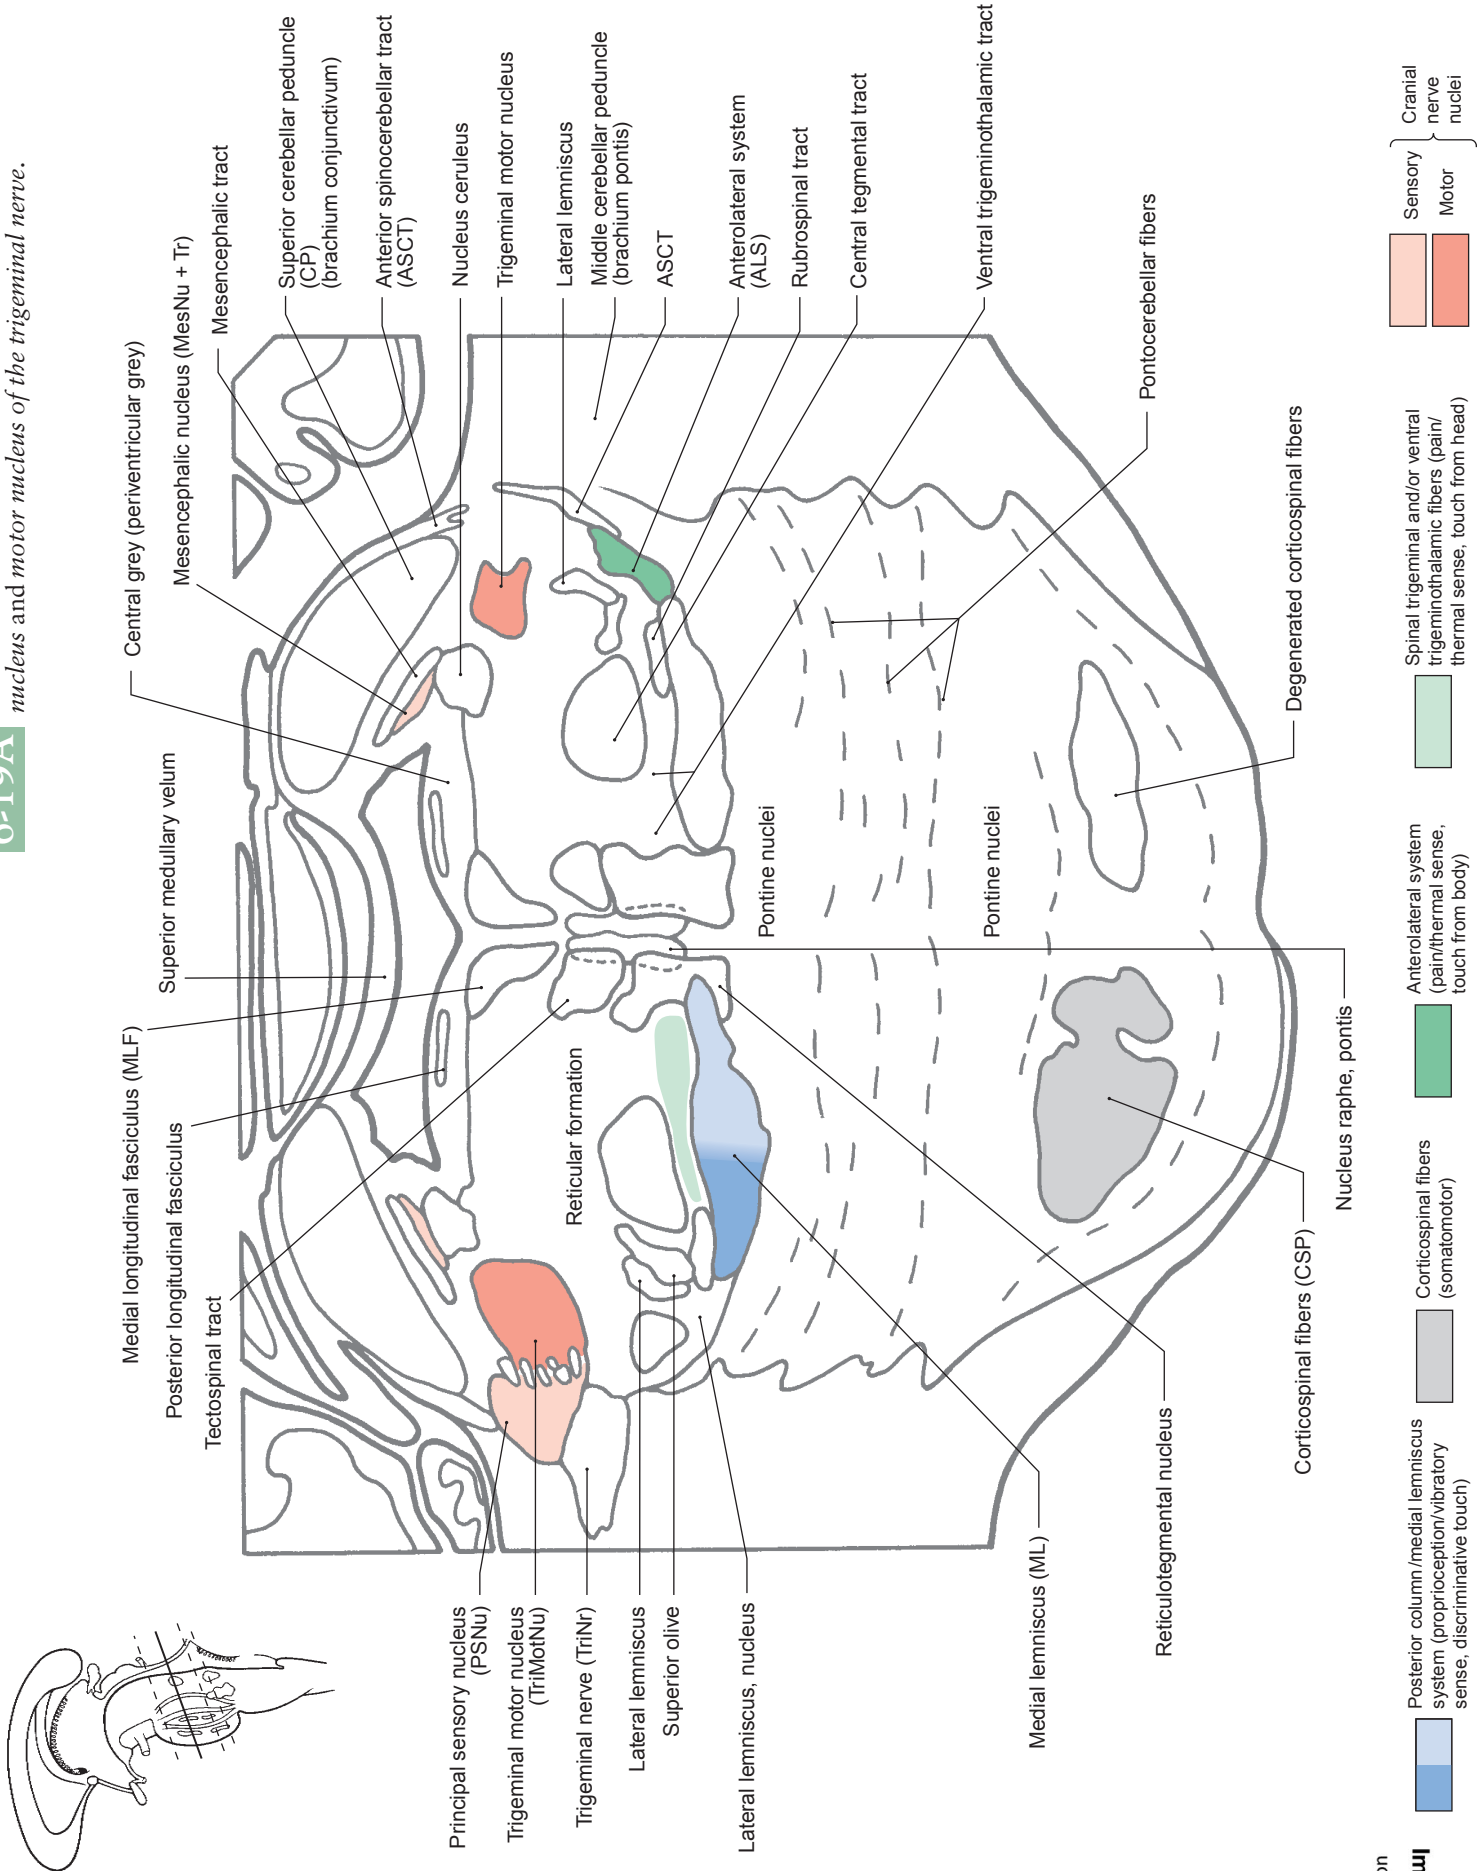 6-19A nucleus and motor nucleus of the trigeminal nerve.
Superior medullary velum
Medial longitudinal fasciculus (MLF)
Posterior longitudinal fasciculus
Tectospinal tract
Central grey (periventricular grey)
Mesencephalic nucleus (MesNu + Tr)
Mesencephalic tract
Superior cerebellar peduncle
(CP)
(brachium conjunctivum)
Anterior spinocerebellar tract
(ASCT)
Nucleus ceruleus
Trigeminal motor nucleus
Lateral lemniscus
Middle cerebellar peduncle
(brachium pontis)
ASCT
Anterolateral system
(ALS)
Rubrospinal tract
Central tegmental tract
Ventral trigeminothalamic tract
Pontocerebellar fibers
Degenerated corticospinal fibers
Principal sensory nucleus
(PSNu)
Trigeminal motor nucleus
(TriMotNu)
Trigeminal nerve (TriNr)
Lateral lemniscus
Superior olive
Lateral lemniscus, nucleus
Medial lemniscus (ML)
Reticulotegmental nucleus
Corticospinal fibers (CSP)
Nucleus raphe, pontis
Reticular formation
Pontine nuclei
Pontine nuclei
Posterior column/medial lemniscus
system (proprioception/vibratory
sense, discriminative touch)
Corticospinal fibers
(somatomotor)
Anterolateral system
(pain/thermal sense,
touch from body)
Spinal trigeminal and/or ventral
trigeminothalamic fibers (pain/
thermal sense, touch from head)
Sensory
Motor
Cranial
nerve
nuclei
on
Im